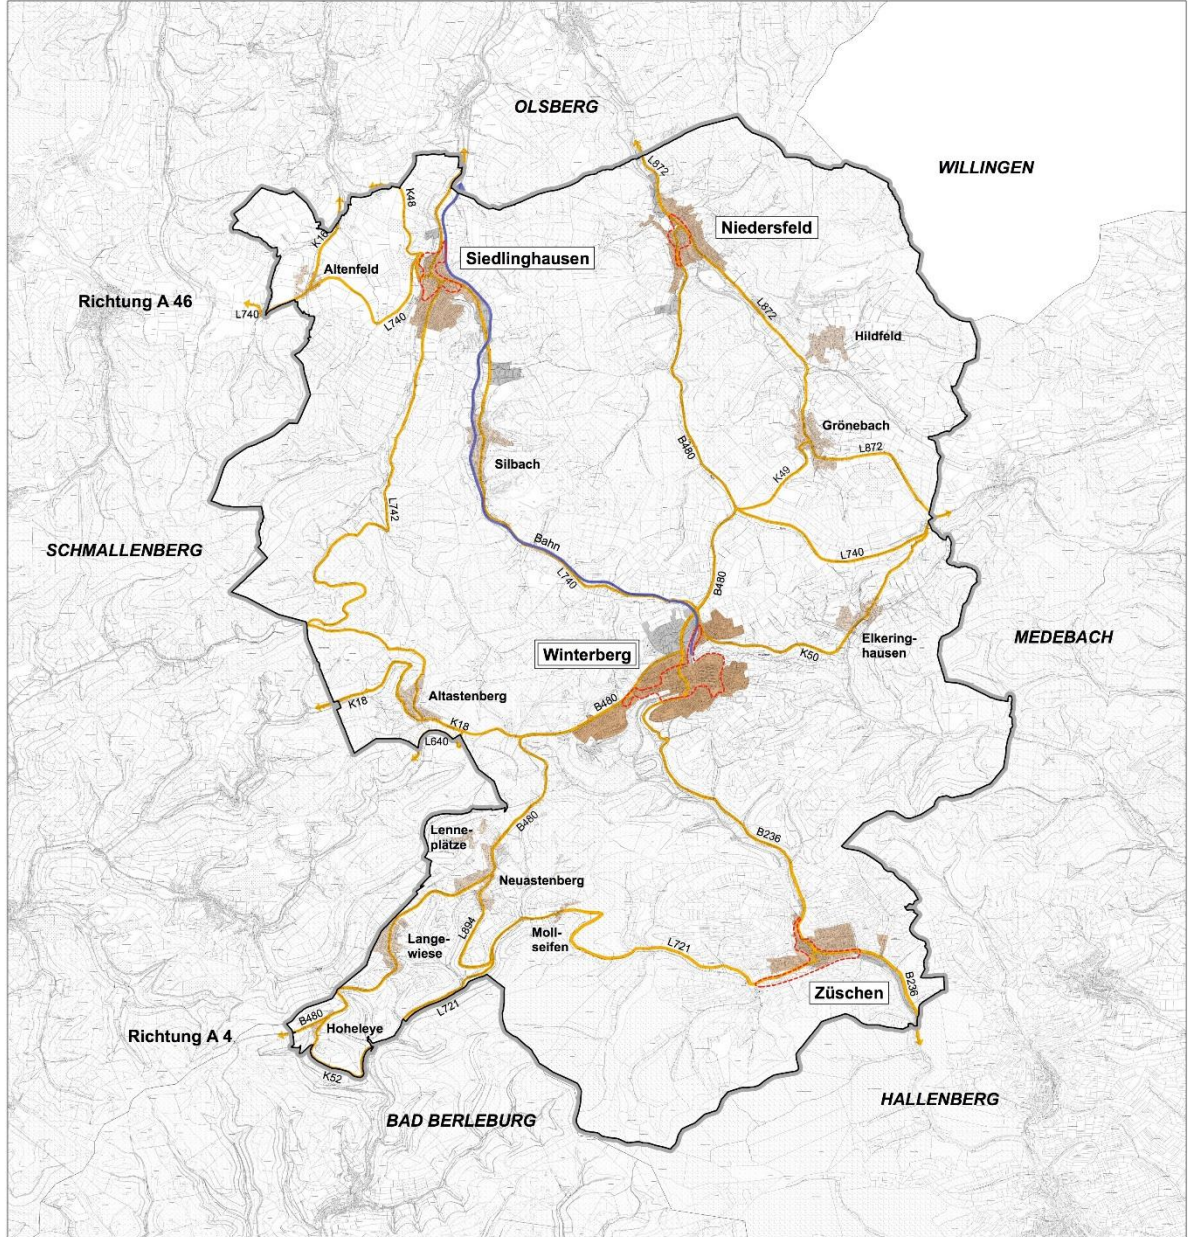 OLSBERG
WILLINGEN
L872
K48
Niedersfeld
K16
Siedlinghausen
Altenfeld
Richtung A 46
L740
L740
L872
Hildfeld
Grönebach
B480
L872
Silbach
K49
L742
SCHMALLENBERG
Bahn
L740
L740
B480
Elkering-
hausen
MEDEBACH
Winterberg
K50
Altastenberg
K18
B480
K18
L640
B480
Lenne-
plätze
B236
Neuastenberg
L894
Moll-
seifen
Lange-
wiese
L721
B236
Züschen
L721
B480
Richtung A 4
Hoheleye
K52
HALLENBERG
BAD BERLEBURG